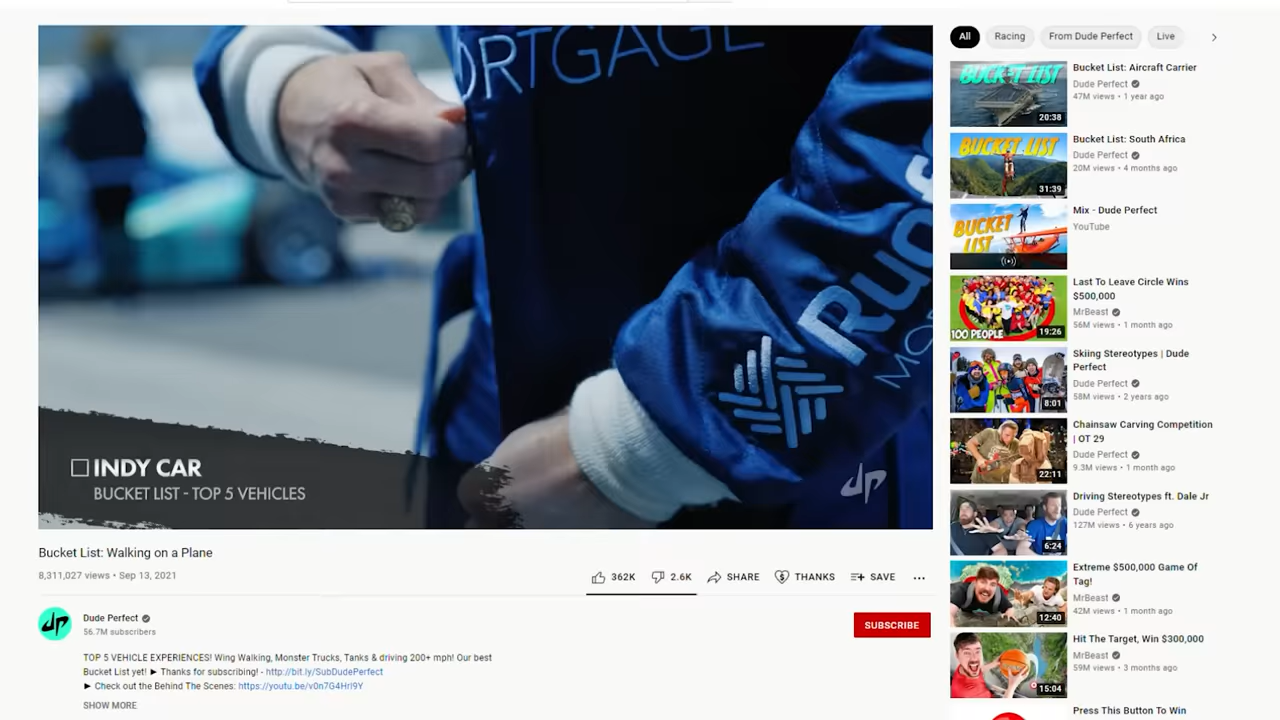 ORTGAGE
INDY CAR
BUCKET LIST - TOP 5 VEHICLES
dp
Bucket List: Walking on a Plane
8,311,027 views • Sep 13, 2021
362K
2.6K
SHARE
THANKS
SAVE
Dude Perfect
56.7M subscribers
SUBSCRIBE
TOP 5 VEHICLE EXPERIENCES! Wing Walking, Monster Trucks, Tanks & driving 200+ mph! Our best
Bucket List yet! ► Thanks for subscribing! - http://bit.ly/SubDudePerfect
► Check out the Behind The Scenes: https://youtu.be/v0n7G4HrI9Y
SHOW MORE
All
Racing
From Dude Perfect
Live
BUCKET LIST
20:38
Bucket List: Aircraft Carrier
Dude Perfect
47M views • 1 year ago
BUCKET LIST
31:39
Bucket List: South Africa
Dude Perfect
20M views • 4 months ago
BUCKET
LIST
Mix - Dude Perfect
YouTube
100 PEOPLE
19:26
Last To Leave Circle Wins
$500,000
MrBeast
56M views • 1 month ago
8:01
Skiing Stereotypes | Dude
Perfect
Dude Perfect
58M views • 2 years ago
22:11
Chainsaw Carving Competition
| OT 29
Dude Perfect
9.3M views • 1 month ago
6:24
Driving Stereotypes ft. Dale Jr
Dude Perfect
127M views • 6 years ago
12:40
Extreme $500,000 Game Of
Tag!
MrBeast
42M views • 1 month ago
15:04
Hit The Target, Win $300,000
MrBeast
59M views • 3 months ago
Press This Button To Win